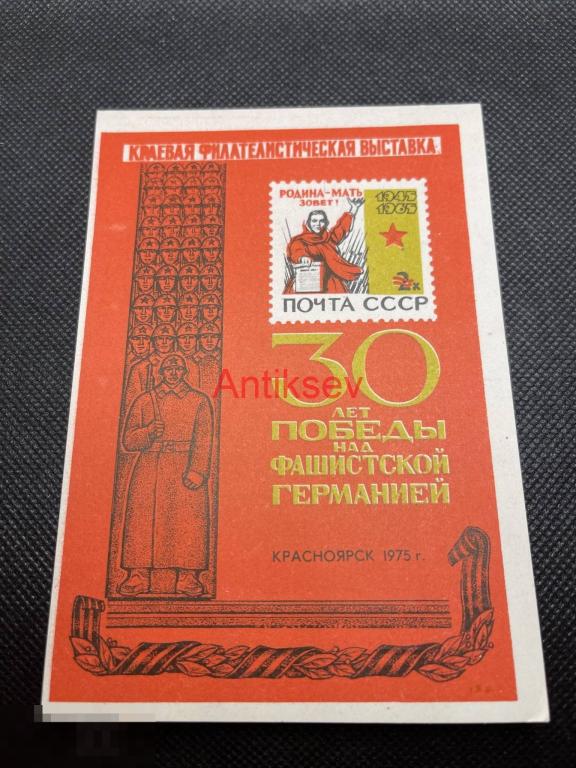 КРАЕВАЯ ФИЛАТЕЛИСТИЧЕСКАЯ ВЫСТАВКА
РОДИНА-МАТЬ
ЗОВЕТ!
1945
1965
2к
ПОЧТА СССР
30
Antiksev
ЛЕТ
ПОБЕДЫ
НАД
ФАШИСТСКОЙ
ГЕРМАНИЕЙ
КРАСНОЯРСК 1975 г.